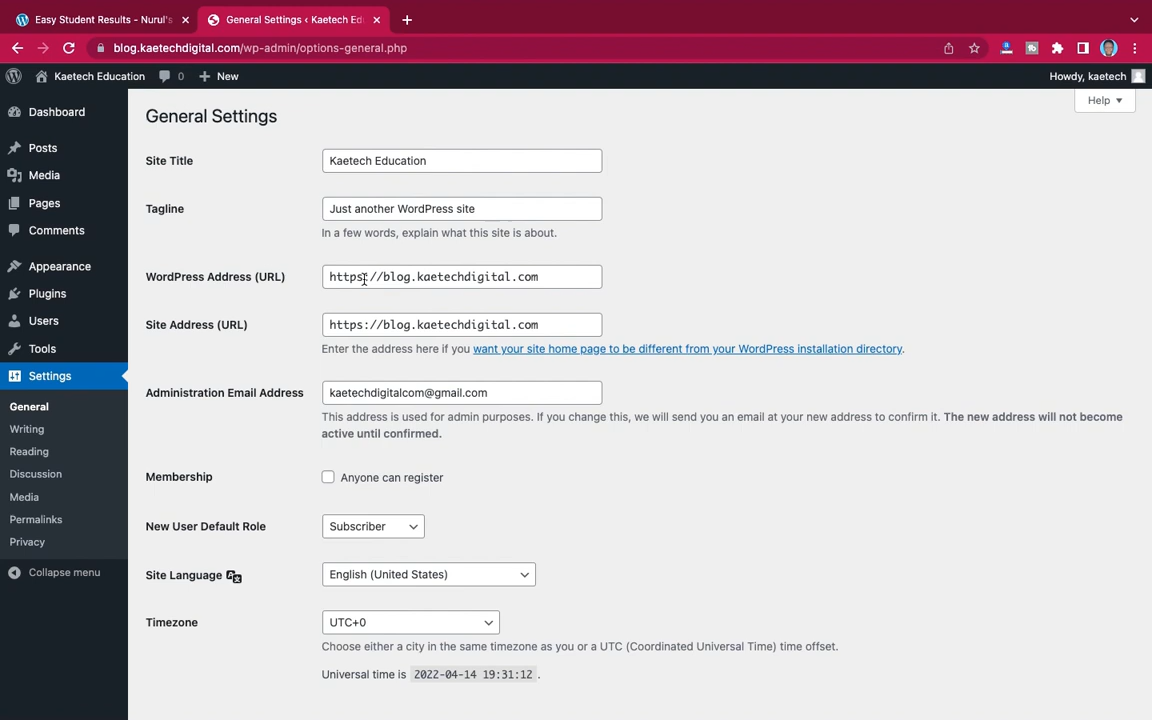 Easy Student Results - Nurul's
General Settings ‹ Kaetech Ed
blog.kaetechdigital.com/wp-admin/options-general.php
Kaetech Education 0 New Howdy, kaetech
Help
Dashboard
Posts
Media
Pages
Comments
Appearance
Plugins
Users
Tools
Settings
General
Writing
Reading
Discussion
Media
Permalinks
Privacy
Collapse menu
General Settings
Site Title Kaetech Education
Tagline Just another WordPress site
In a few words, explain what this site is about.
WordPress Address (URL) https://blog.kaetechdigital.com
Site Address (URL) https://blog.kaetechdigital.com
Enter the address here if you want your site home page to be different from your WordPress installation directory.
Administration Email Address kaetechdigitalcom@gmail.com
This address is used for admin purposes. If you change this, we will send you an email at your new address to confirm it. The new address will not become
active until confirmed.
Membership Anyone can register
New User Default Role Subscriber
Site Language English (United States)
Timezone UTC+0
Choose either a city in the same timezone as you or a UTC (Coordinated Universal Time) time offset.
Universal time is 2022-04-14 19:31:12 .